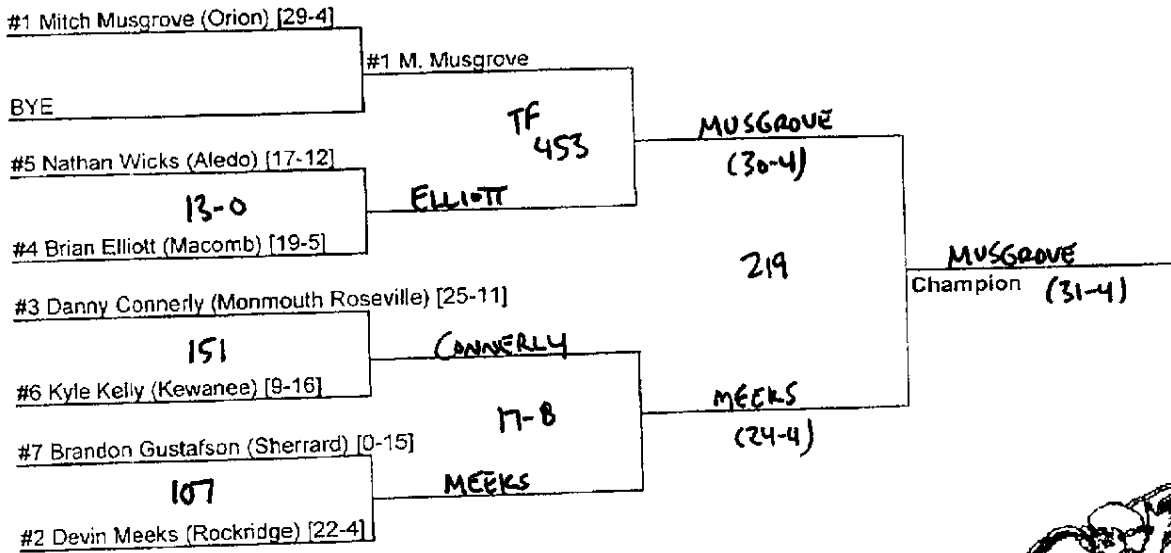 #1 Mitch Musgrove (Orion) [29-4]
#1 M. Musgrove
BYE
TF
453
MUSGROVE
(30-4)
#5 Nathan Wicks (Aledo) [17-12]
13-0
ELLIOTT
#4 Brian Elliott (Macomb) [19-5]
219
MUSGROVE
Champion (31-4)
#3 Danny Connerly (Monmouth Roseville) [25-11]
151
CONNERLY
#6 Kyle Kelly (Kewanee) [9-16]
17-8
MEEKS
(24-4)
#7 Brandon Gustafson (Sherrard) [0-15]
107
MEEKS
#2 Devin Meeks (Rockridge) [22-4]